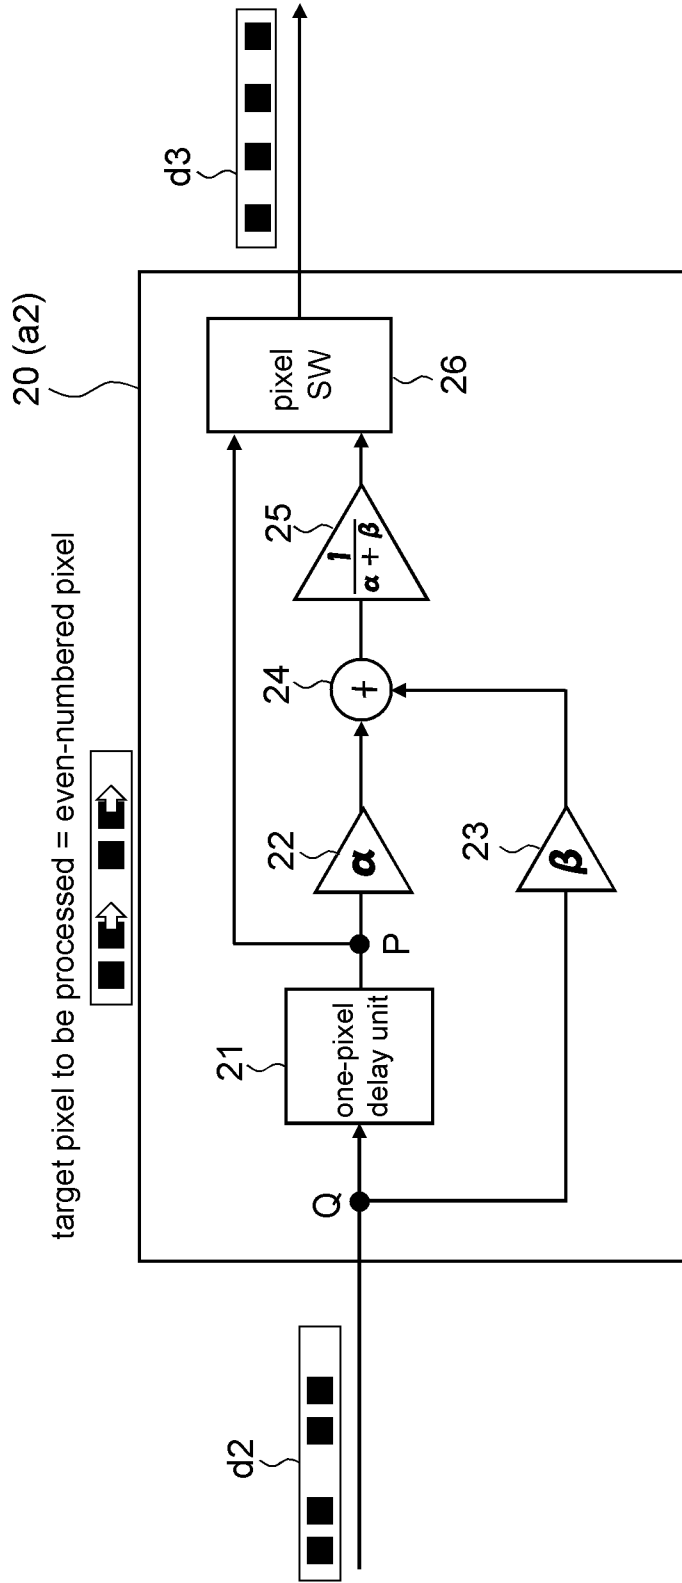 20 (a2)
target pixel to be processed = even-numbered pixel
d2
d3
Q
21
one-pixel
delay unit
P
22
α
23
β
24
+
25
1
α + β
pixel
SW
26